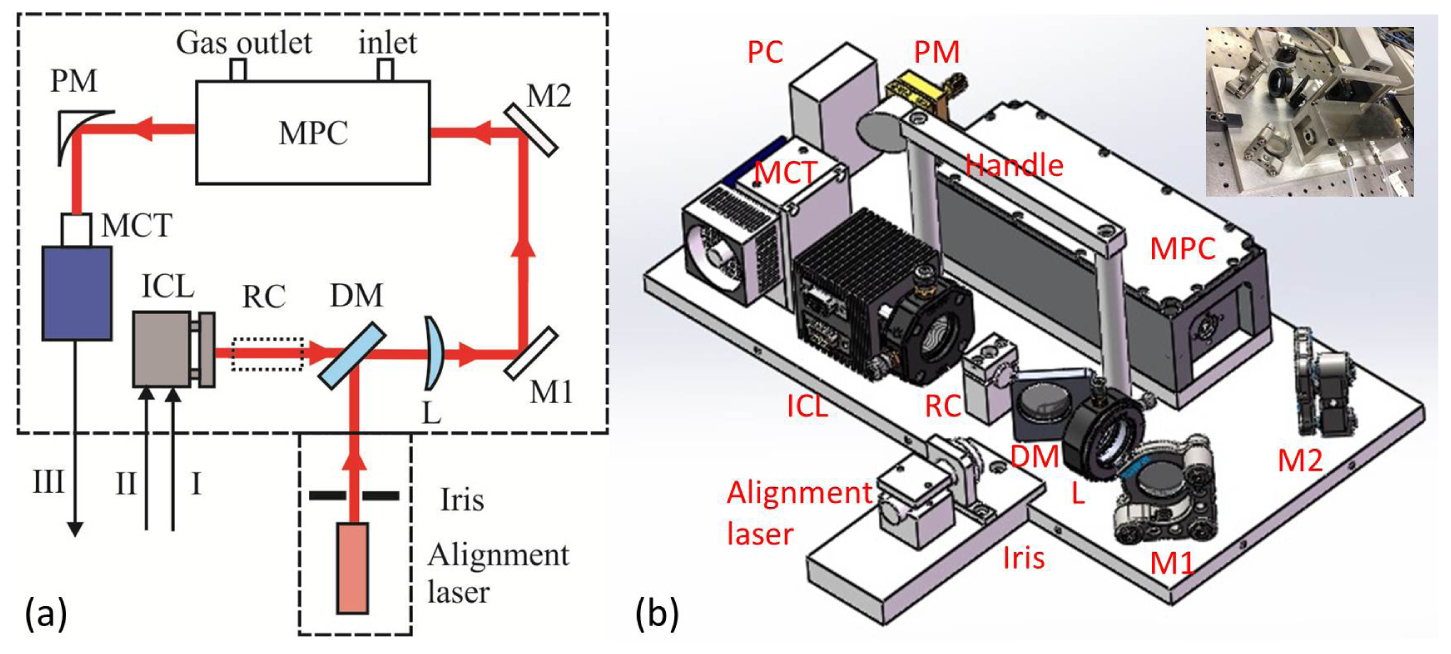 Gas outlet
inlet
PM
M2
MPC
MCT
ICL
RC
DM
L
M1
III
II
I
Iris
Alignment
laser
(a)
PC
PM
MCT
Handle
MPC
ICL
RC
DM
L
M2
Alignment
laser
Iris
M1
(b)